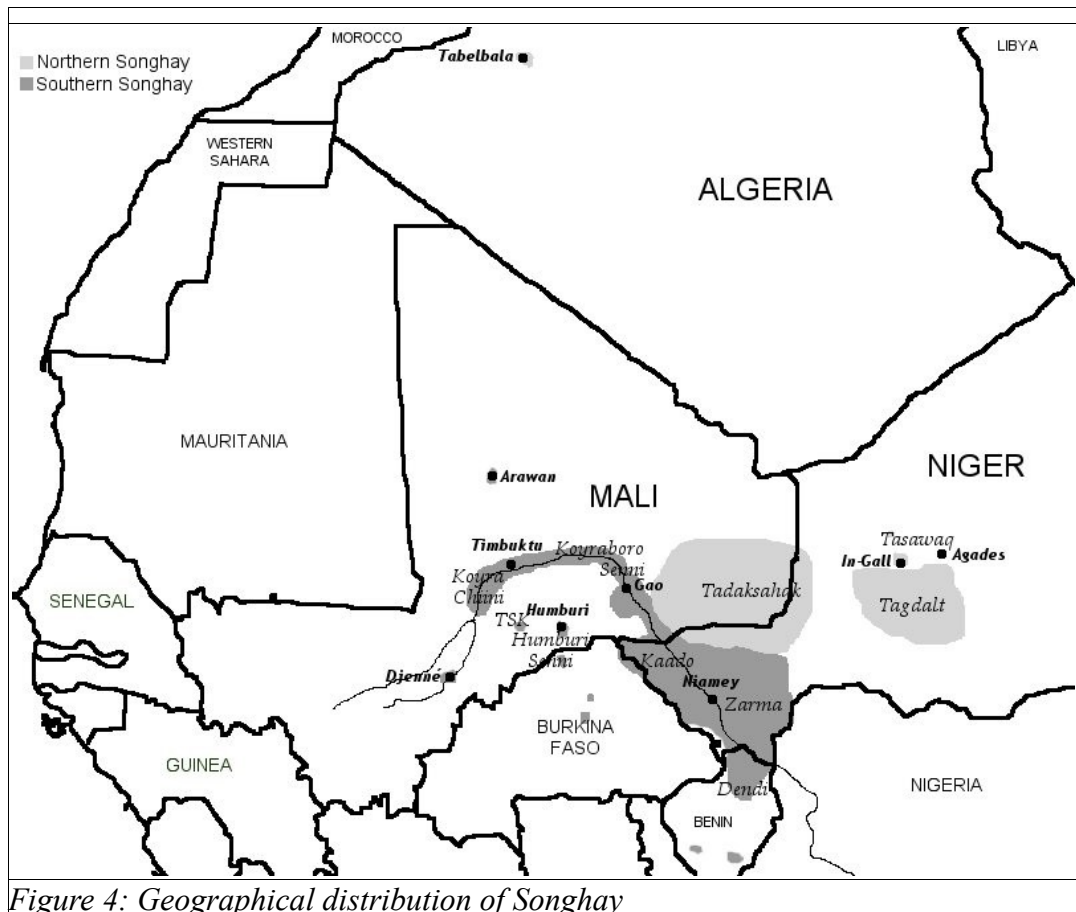 MOROCCO
Tabelbala
LIBYA
Northern Songhay
Southern Songhay
WESTERN
SAHARA
ALGERIA
MAURITANIA
NIGER
Arawan
MALI
Timbuktu
Koyraboro
Senni
Tasawaq
In-Gall
Agades
Koyra
Chiini
Gao
Tadaksahak
Tagdalt
SENEGAL
TSK
Humburi
Humburi
Senni
Kaado
Djenné
Niamey
Zarma
BURKINA
FASO
GUINEA
Dendi
NIGERIA
BENIN
Figure 4: Geographical distribution of Songhay